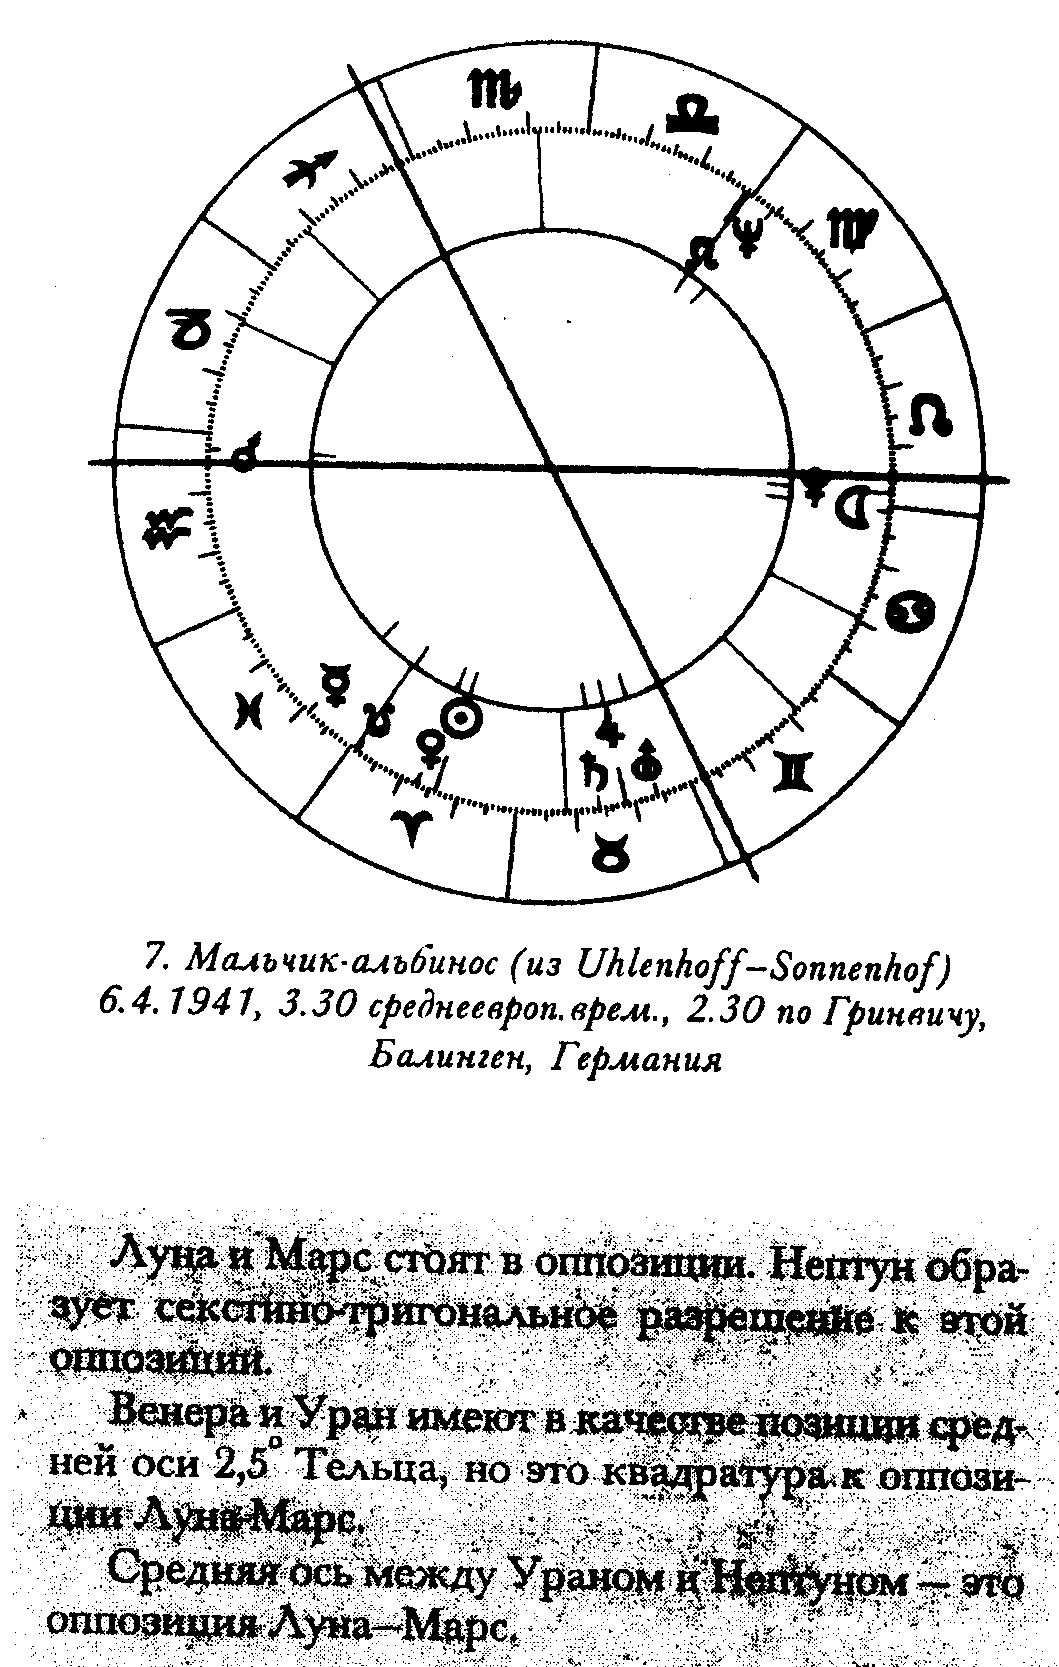 7. Мальчик-альбинос (из Uhlenhoff–Sonnenhof)
6.4.1941, 3.30 среднеевроп.врем., 2.30 по Гринвичу,
Балинген, Германия
Луна и Марс стоят в оппозиции. Нептун обра-
зует секстино-тригональное разрешение к этой
оппозиции.
Венера и Уран имеют в качестве позиции сред-
ней оси 2,5° Тельца, но это квадратура к оппози-
ции Луна-Марс.
Средняя ось между Ураном и Нептуном – это
оппозиция Луна–Марс.